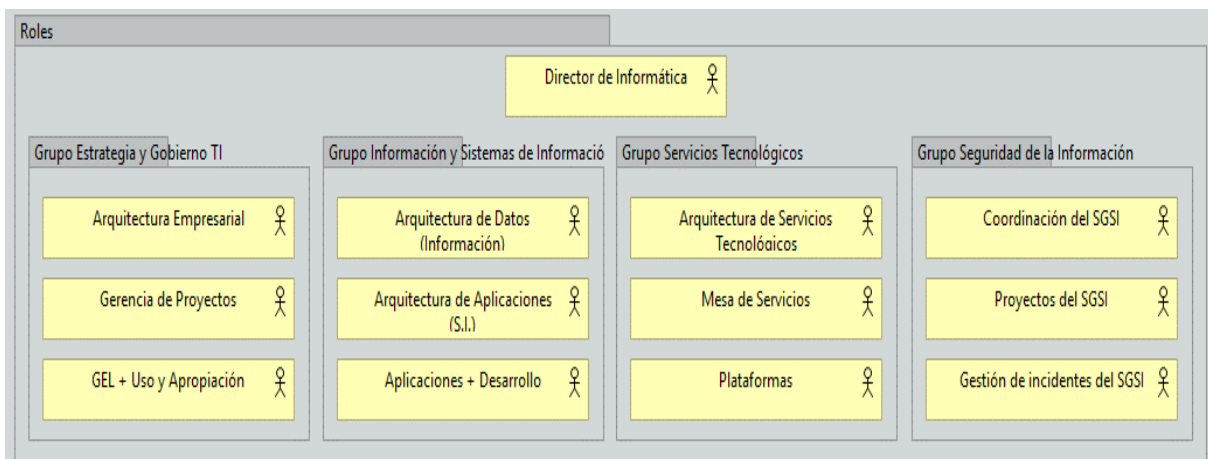 Roles
Director de Informática
Grupo Estrategia y Gobierno TI
Arquitectura Empresarial
Gerencia de Proyectos
GEL + Uso y Apropiación
Grupo Información y Sistemas de Informació
Arquitectura de Datos
(Información)
Arquitectura de Aplicaciones
(S.I.)
Aplicaciones + Desarrollo
Grupo Servicios Tecnológicos
Arquitectura de Servicios
Tecnológicos
Mesa de Servicios
Plataformas
Grupo Seguridad de la Información
Coordinación del SGSI
Proyectos del SGSI
Gestión de incidentes del SGSI